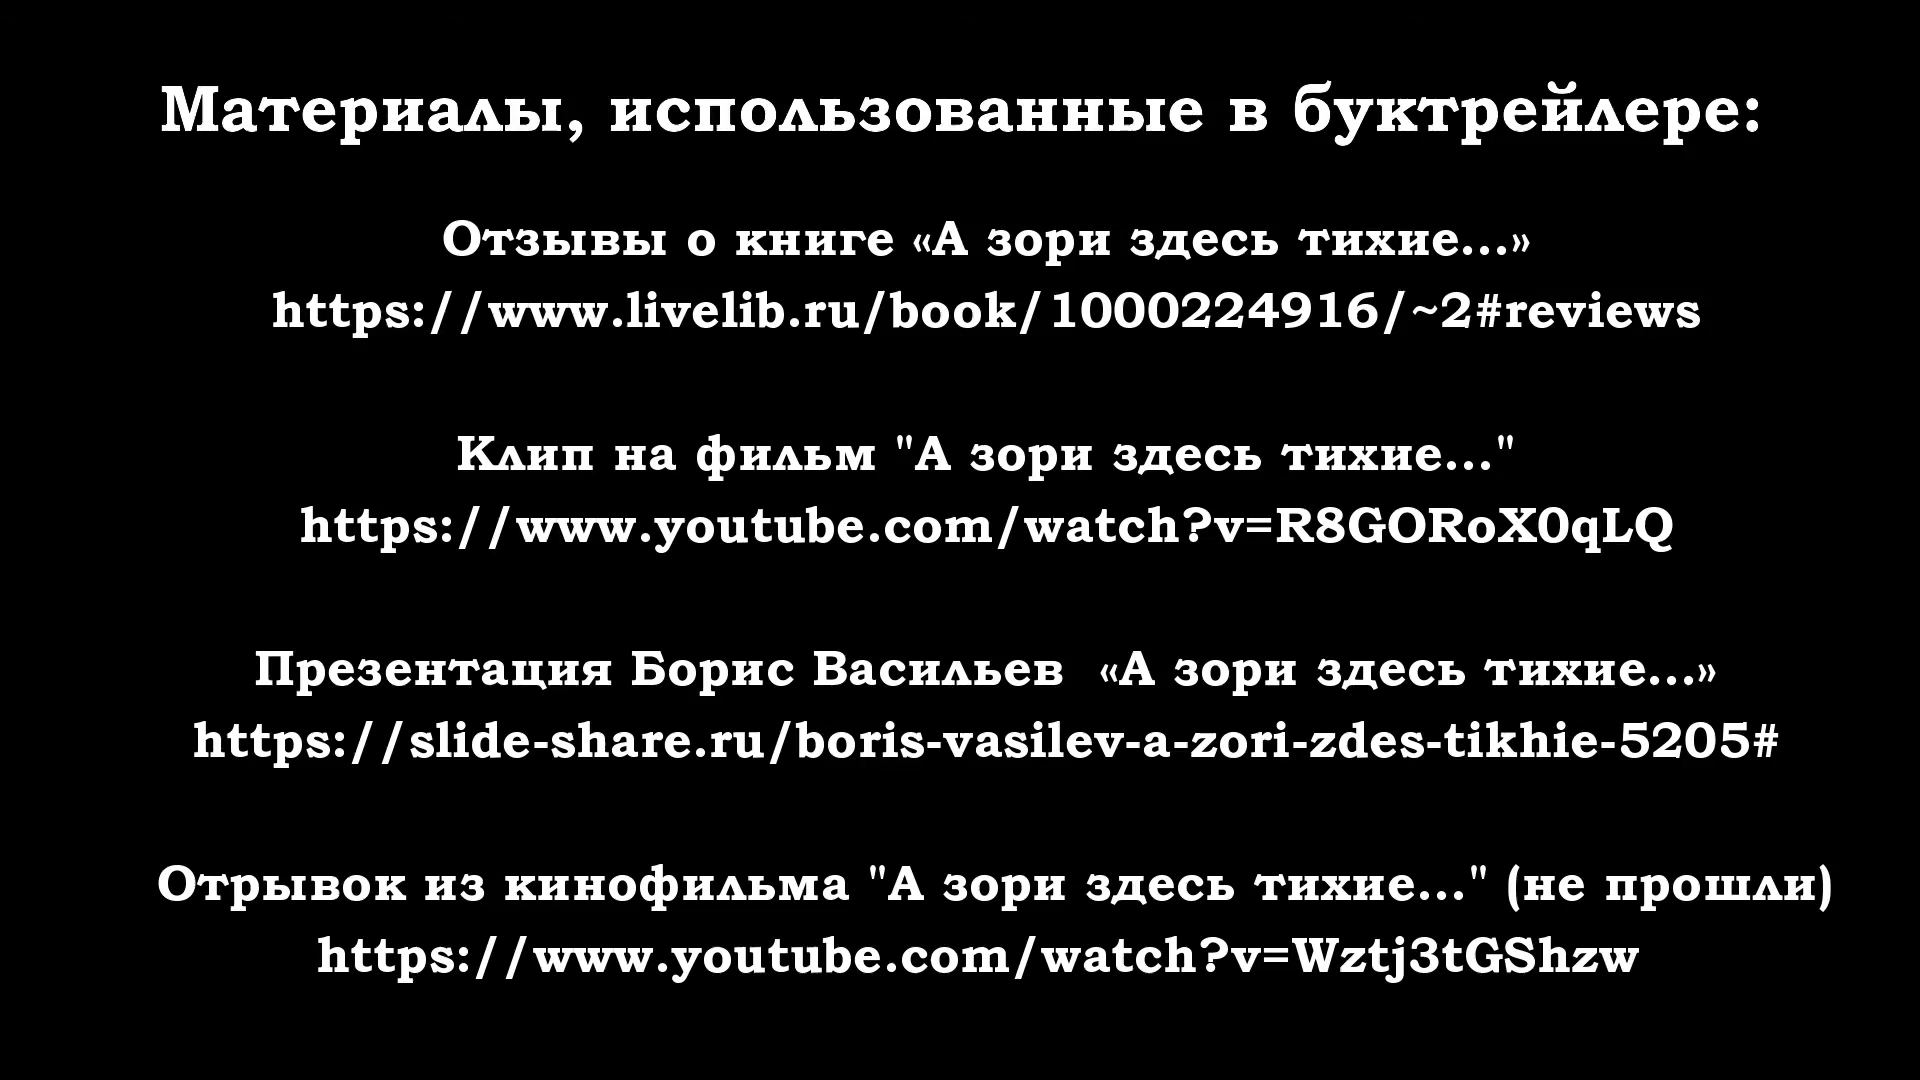 Материалы, использованные в буктрейлере:
Отзывы о книге «А зори здесь тихие...»
https://www.livelib.ru/book/1000224916/~2#reviews
Клип на фильм "А зори здесь тихие..."
https://www.youtube.com/watch?v=R8GORoX0qLQ
Презентация Борис Васильев «А зори здесь тихие...»
https://slide-share.ru/boris-vasilev-a-zori-zdes-tikhie-5205#
Отрывок из кинофильма "А зори здесь тихие..." (не прошли)
https://www.youtube.com/watch?v=Wztj3tGShzw